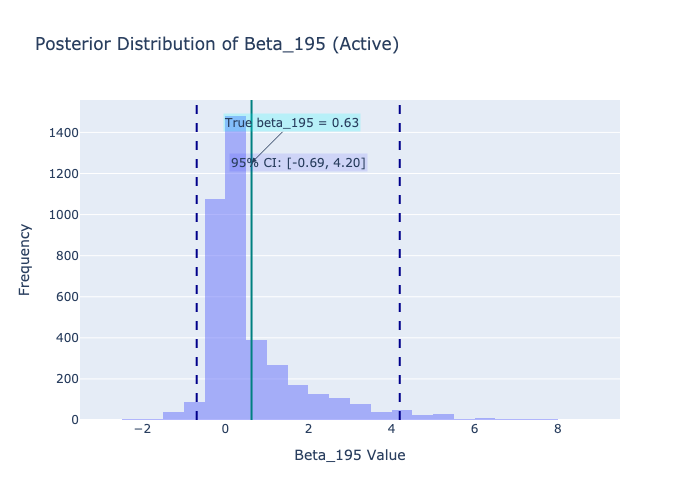 Posterior Distribution of Beta_195 (Active)
True beta_195 = 0.63
95% CI: [-0.69, 4.20]
1400
1200
1000
800
600
400
200
0
Frequency
−2
0
2
4
6
8
Beta_195 Value